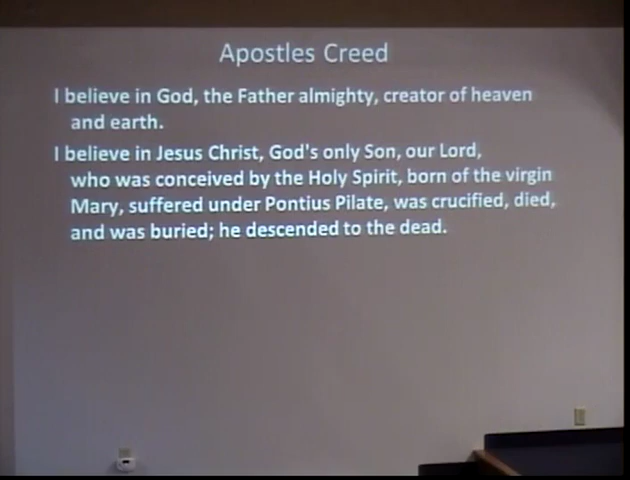 Apostles Creed
I believe in God, the Father almighty, creator of heaven
and earth.
I believe in Jesus Christ, God's only Son, our Lord,
who was conceived by the Holy Spirit, born of the virgin
Mary, suffered under Pontius Pilate, was crucified, died,
and was buried; he descended to the dead.